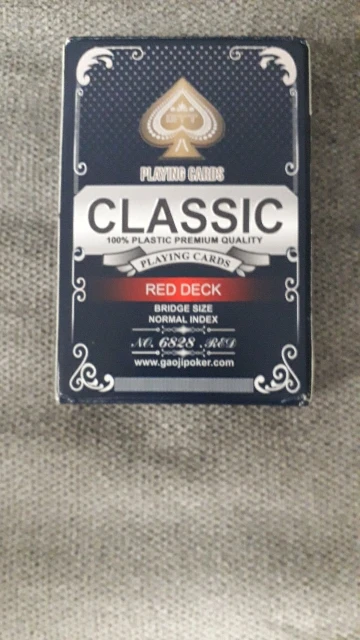 BTT
PLAYING CARDS
CLASSIC
100% PLASTIC PREMIUM QUALITY
PLAYING CARDS
RED DECK
BRIDGE SIZE
NORMAL INDEX
NO. 6828 .RED
www.gaojipoker.com